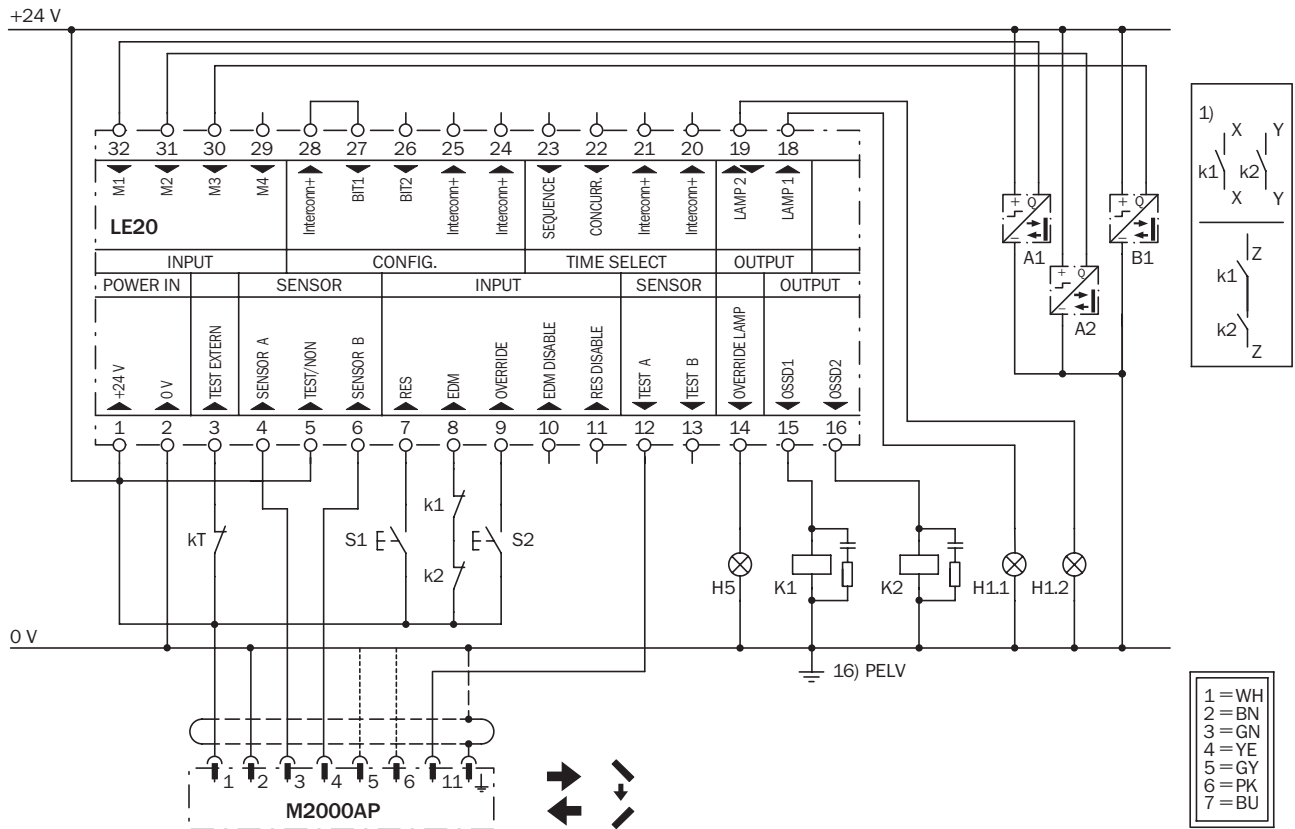 +24 V
32 31 30 29 28 27 26 25 24 23 22 21 20 19 18
M1 M2 M3 M4 Interconn+ BIT1 BIT2 Interconn+ Interconn+ SEQUENCE CONCURR. Interconn+ Interconn+ LAMP 2 LAMP 1
LE20
INPUT CONFIG. TIME SELECT OUTPUT
POWER IN SENSOR INPUT SENSOR OUTPUT
+24 V 0 V TEST EXTERN SENSOR A TEST/NON SENSOR B RES EDM OVERRIDE EDM DISABLE RES DISABLE TEST A TEST B OVERRIDE LAMP OSSD1 OSSD2
1 2 3 4 5 6 7 8 9 10 11 12 13 14 15 16
+ Q
–
A1
+ Q
–
A2
+ Q
–
B1
1)
X Y
k1 k2
X Y
Z
k1
k2
Z
kT S1 k1 k2 S2
H5 K1 K2 H1.1 H1.2
0 V
16) PELV
1 2 3 4 5 6 11
M2000AP
1 = WH
2 = BN
3 = GN
4 = YE
5 = GY
6 = PK
7 = BU